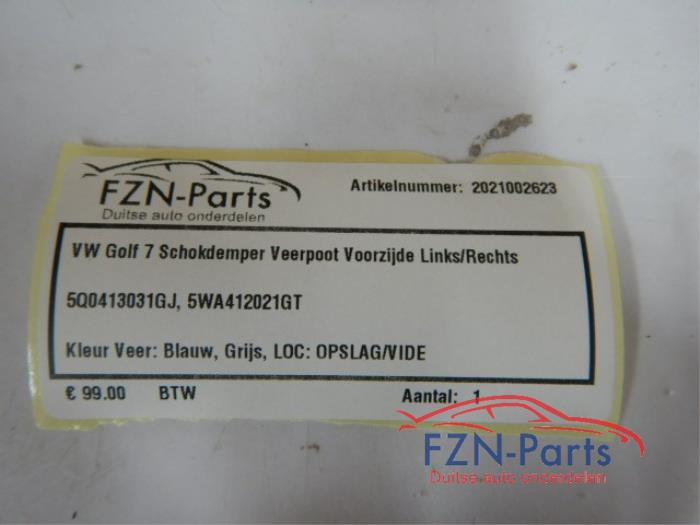 FZN-Parts
Duitse auto onderdelen
Artikelnummer: 2021002623
VW Golf 7 Schokdemper Veerpoot Voorzijde Links/Rechts
5Q0413031GJ, 5WA412021GT
Kleur Veer: Blauw, Grijs, LOC: OPSLAG/VIDE
€ 99.00 BTW Aantal: 1
FZN-Parts
Duitse auto onderdelen